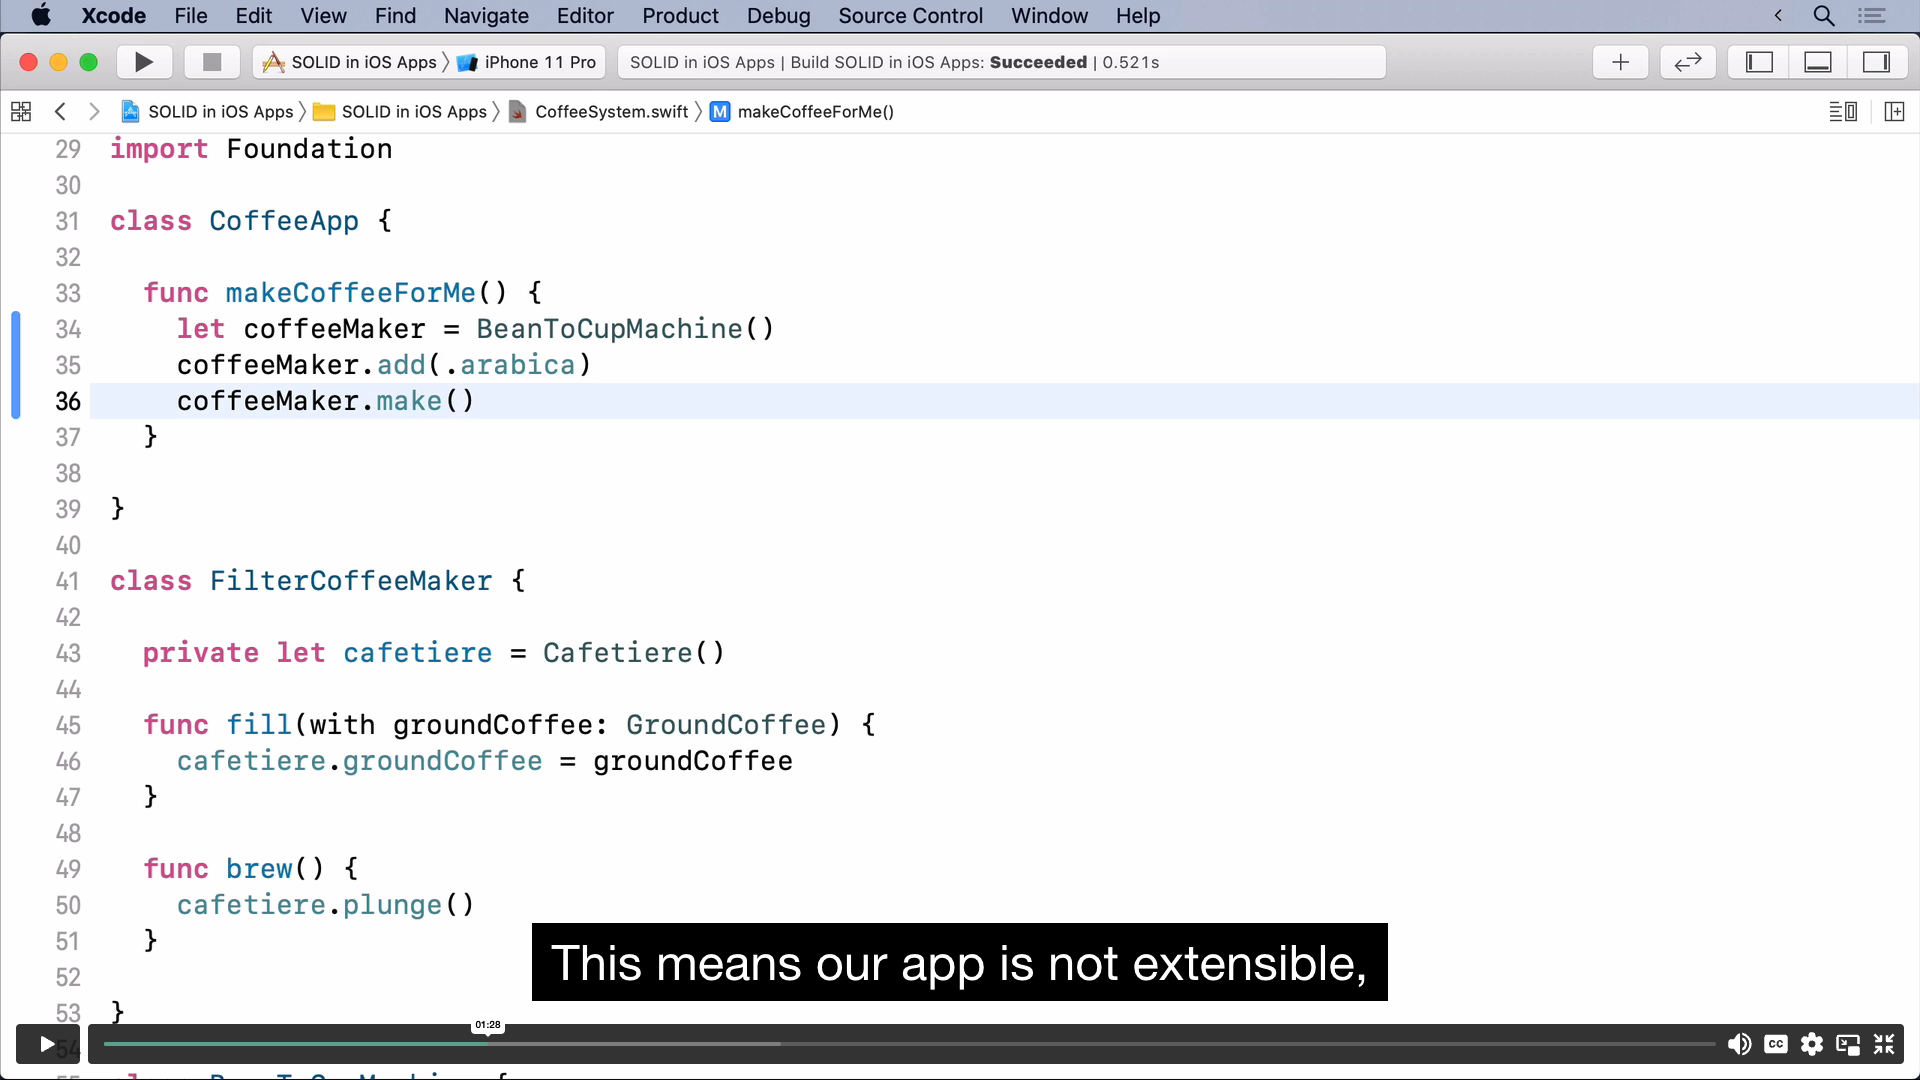 Xcode File Edit View Find Navigate Editor Product Debug Source Control Window Help
SOLID in iOS Apps 〉 iPhone 11 Pro SOLID in iOS Apps | Build SOLID in iOS Apps: Succeeded | 0.521s
SOLID in iOS Apps 〉 SOLID in iOS Apps 〉 CoffeeSystem.swift 〉 M makeCoffeeForMe()
29 import Foundation
30
31 class CoffeeApp {
32
33 func makeCoffeeForMe() {
34 let coffeeMaker = BeanToCupMachine()
35 coffeeMaker.add(.arabica)
36 coffeeMaker.make()
37 }
38
39 }
40
41 class FilterCoffeeMaker {
42
43 private let cafetiere = Cafetiere()
44
45 func fill(with groundCoffee: GroundCoffee) {
46 cafetiere.groundCoffee = groundCoffee
47 }
48
49 func brew() {
50 cafetiere.plunge()
51 }
52
53 }
This means our app is not extensible,
01:28
54
CC